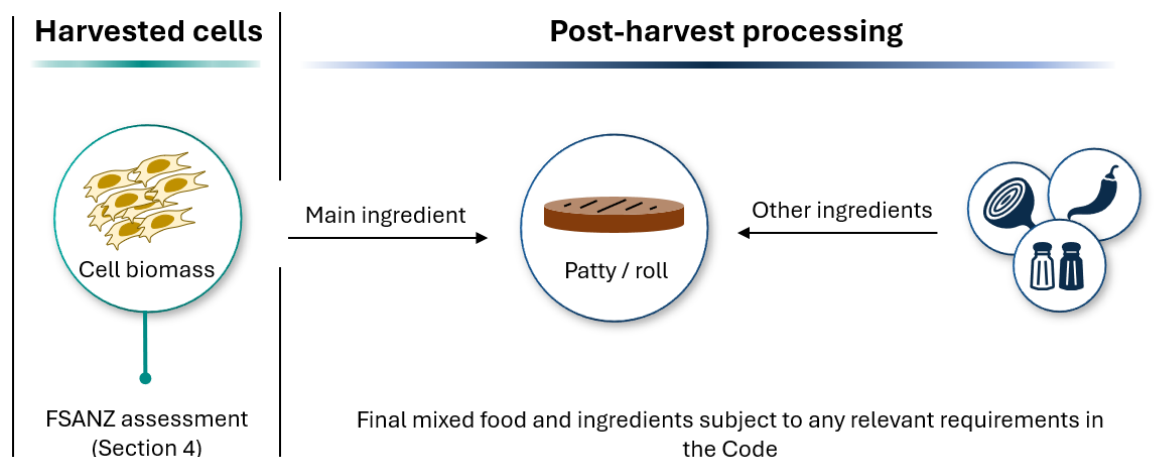 Harvested cells
Post-harvest processing
Main ingredient
Other ingredients
Cell biomass
Patty / roll
FSANZ assessment
(Section 4)
Final mixed food and ingredients subject to any relevant requirements in
the Code